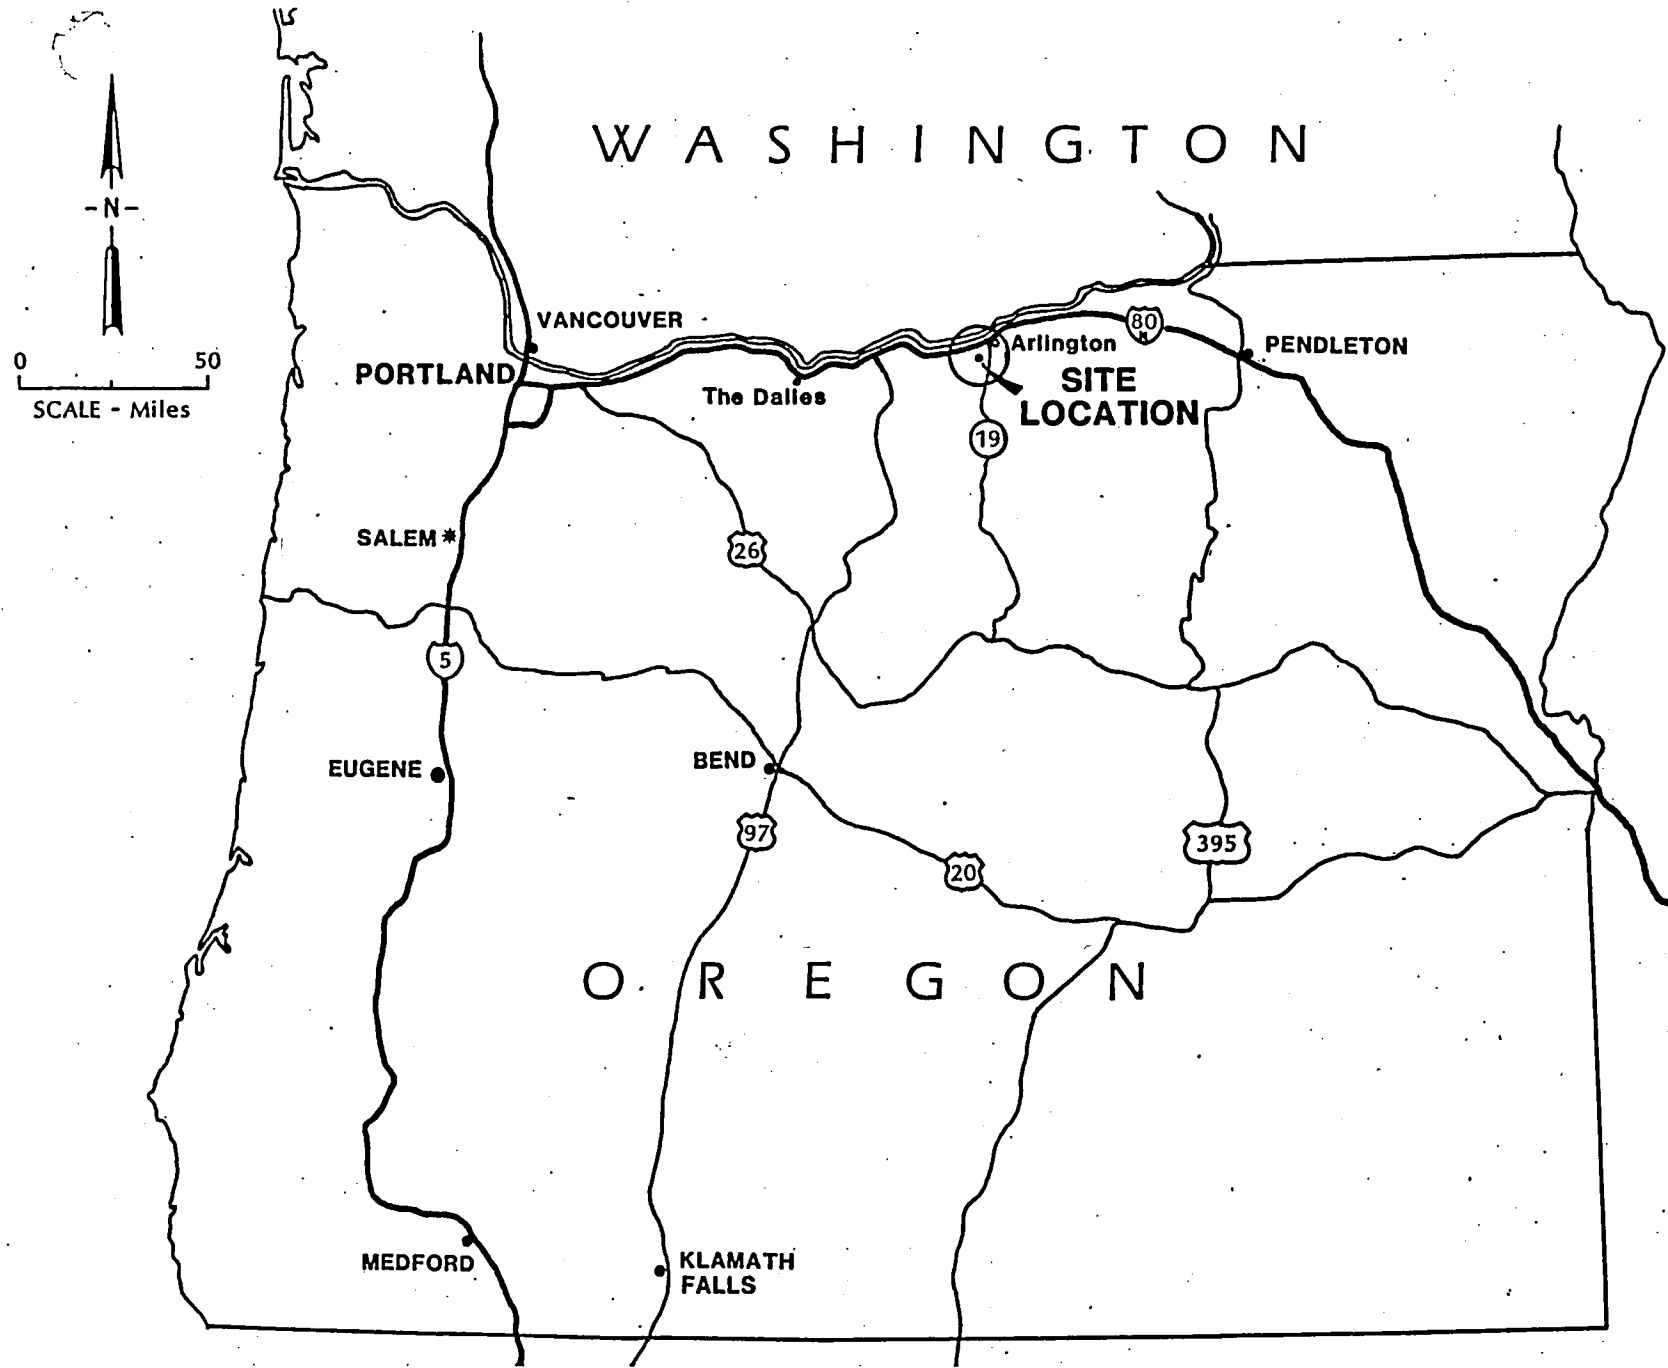 WASHINGTON
-N-
0 50
SCALE - Miles
VANCOUVER
PORTLAND
The Dalles
80
N
Arlington
PENDLETON
SITE
LOCATION
19
SALEM
26
5
EUGENE
BEND
97
20
395
OREGON
MEDFORD
KLAMATH
FALLS